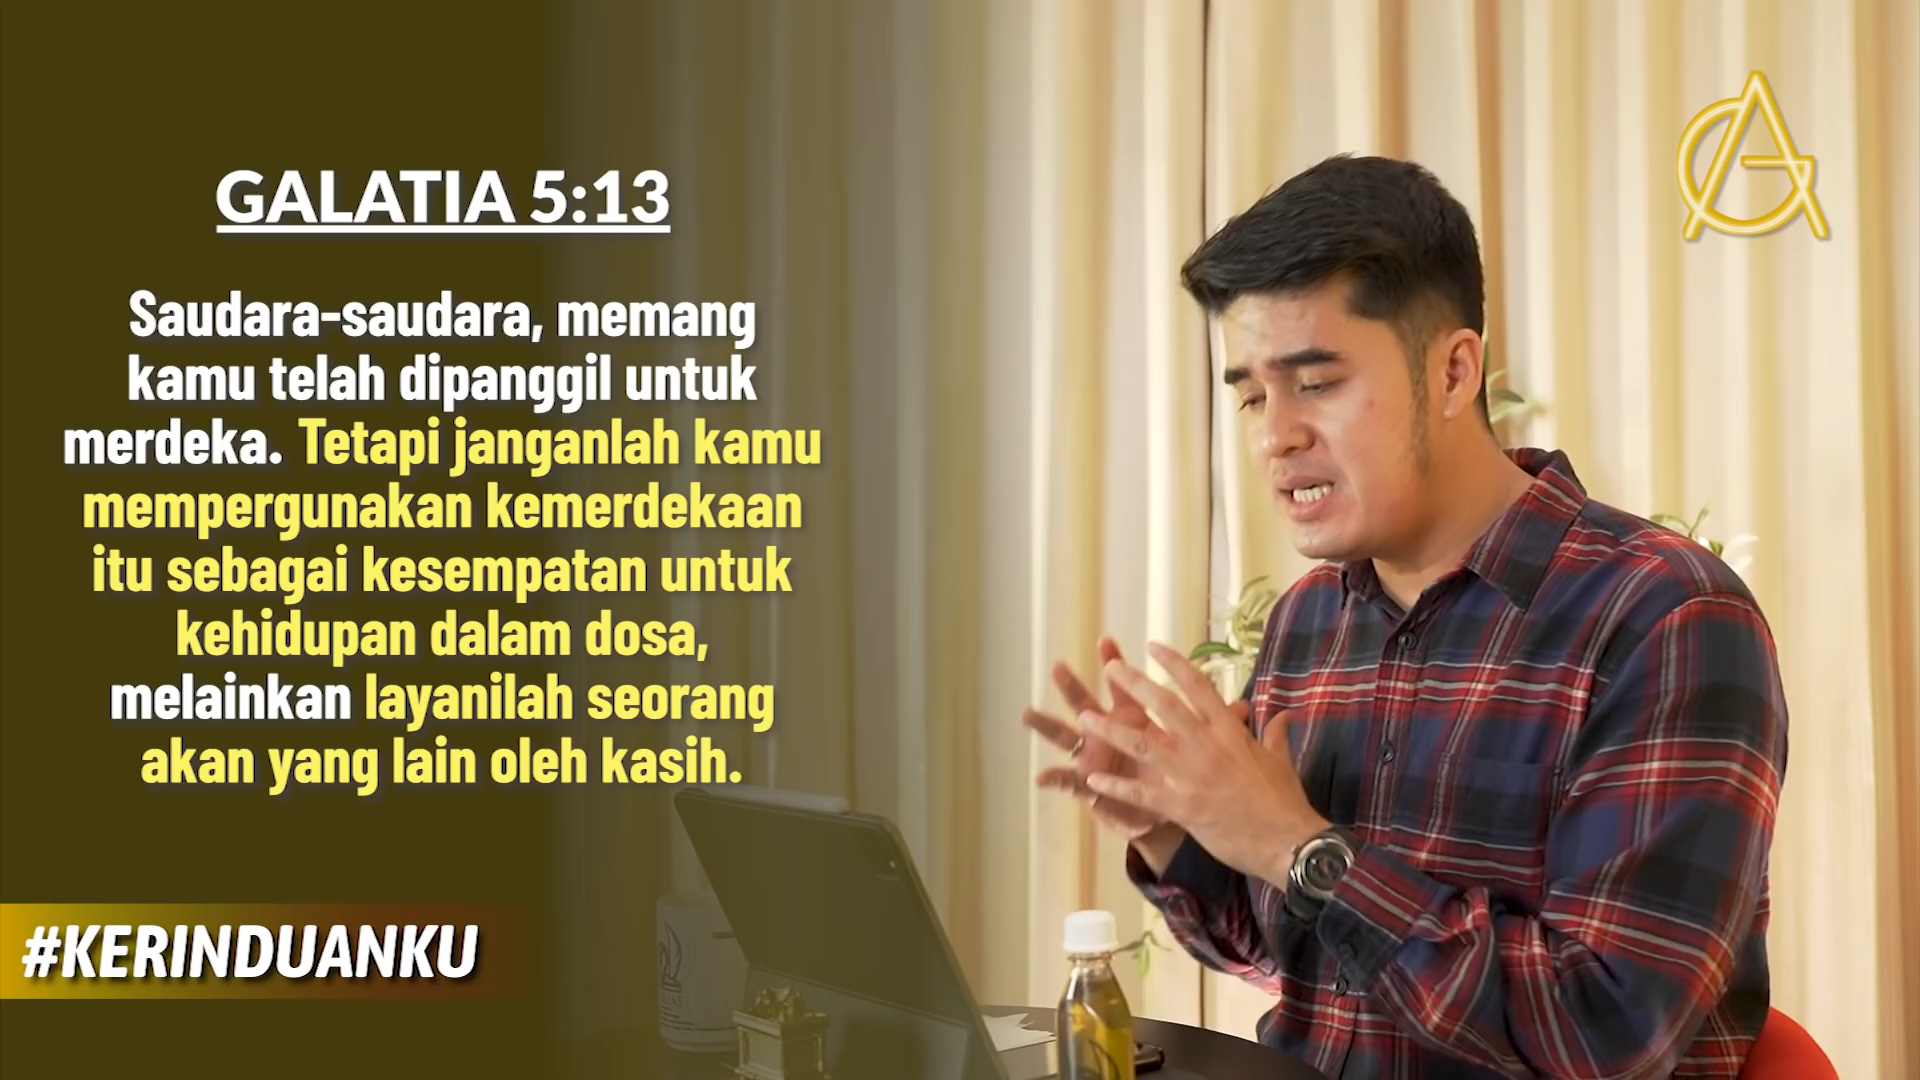 GALATIA 5:13
Saudara-saudara, memang
kamu telah dipanggil untuk
merdeka. Tetapi janganlah kamu
mempergunakan kemerdekaan
itu sebagai kesempatan untuk
kehidupan dalam dosa,
melainkan layanilah seorang
akan yang lain oleh kasih.
#KERINDUANKU